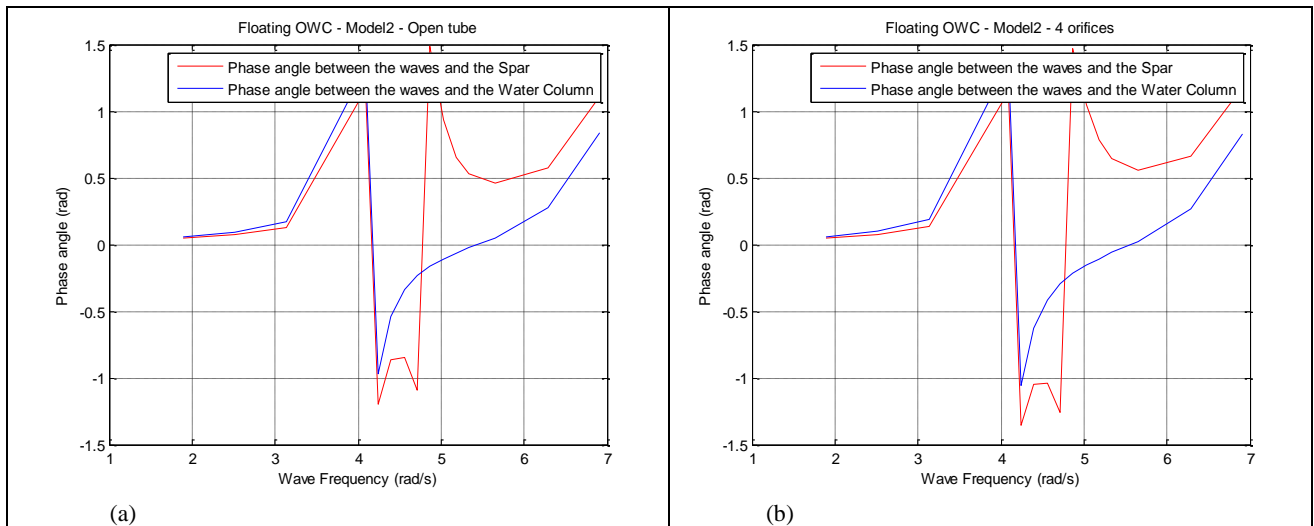 Floating OWC - Model2 - Open tube
1.5
1
0.5
0
-0.5
-1
-1.5
Phase angle (rad)
Phase angle between the waves and the Spar
Phase angle between the waves and the Water Column
1 2 3 4 5 6 7
Wave Frequency (rad/s)
(a)
Floating OWC - Model2 - 4 orifices
1.5
1
0.5
0
-0.5
-1
-1.5
Phase angle (rad)
Phase angle between the waves and the Spar
Phase angle between the waves and the Water Column
1 2 3 4 5 6 7
Wave Frequency (rad/s)
(b)